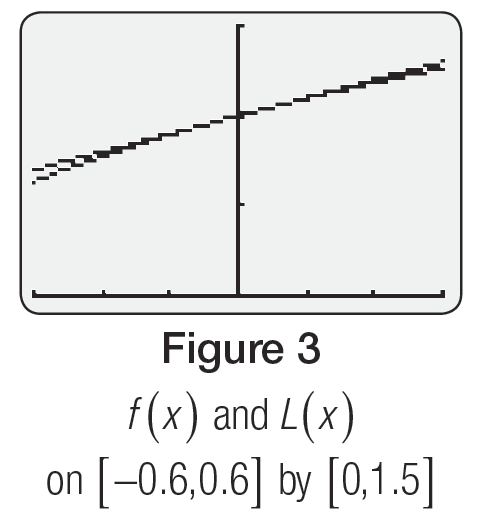 Figure 3
f(x) and L(x)
on [–0.6,0.6] by [0,1.5]